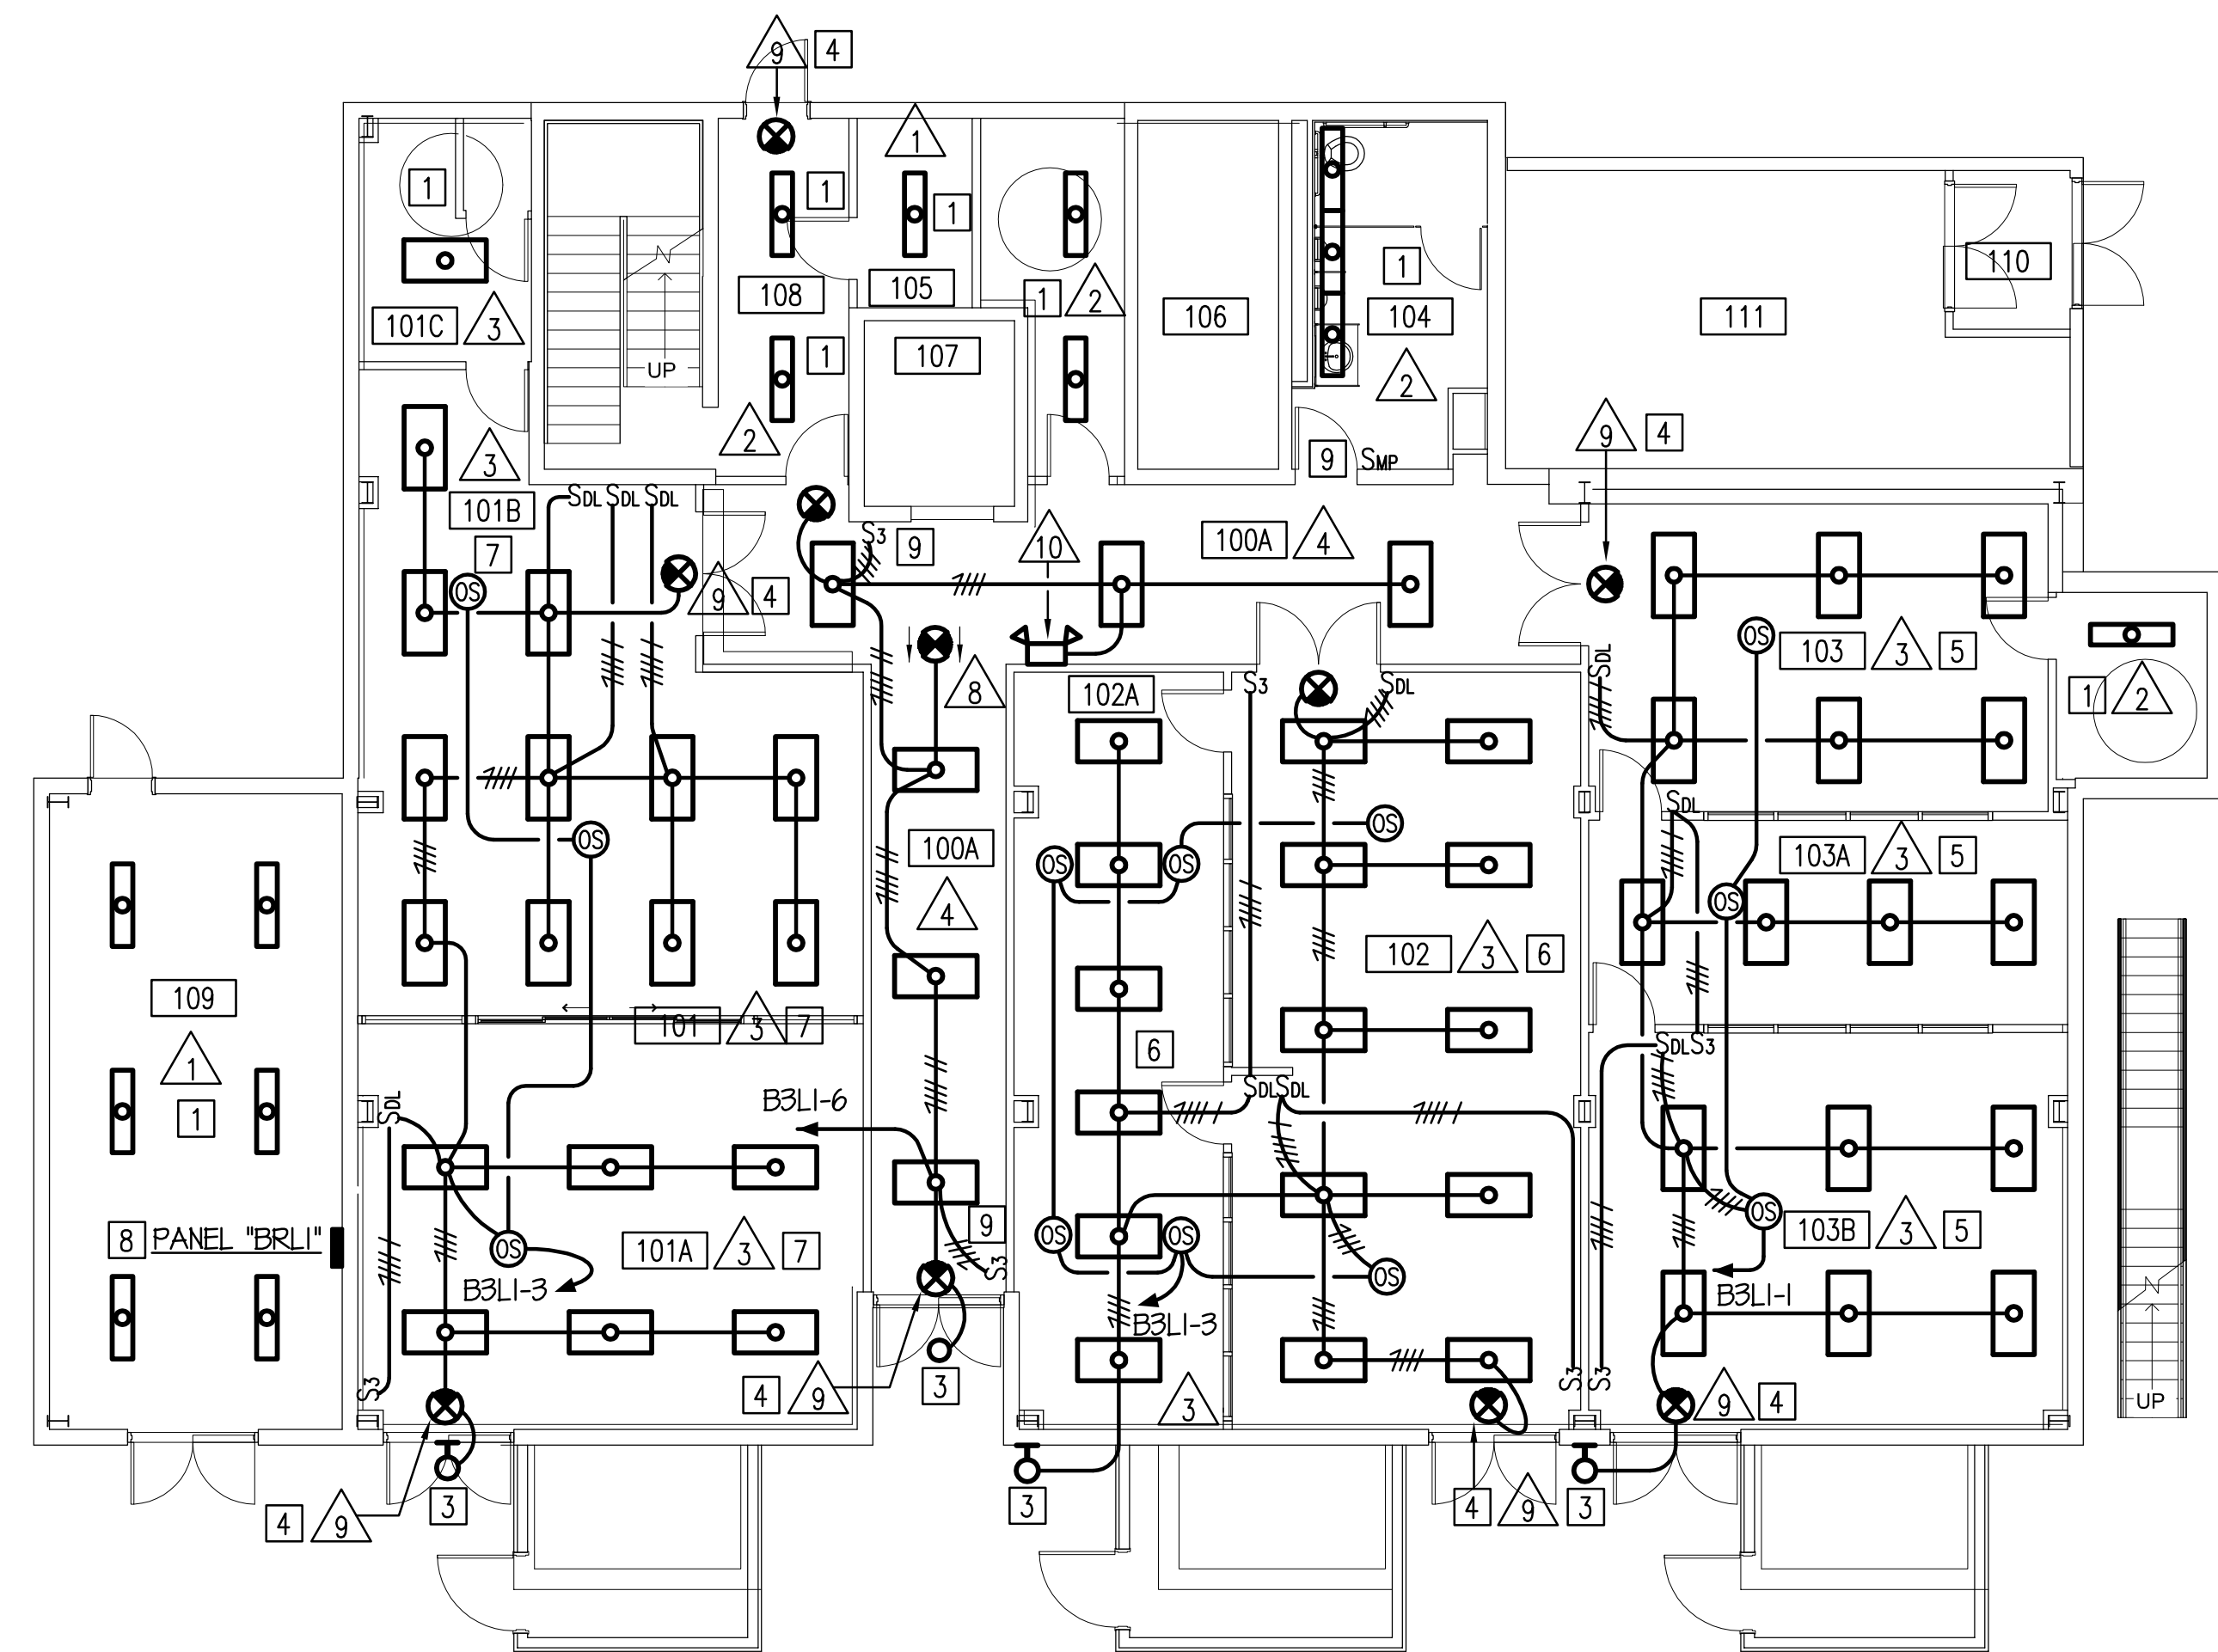 9 4
1
1
1 1
1
108 105
1 2
106
1
104
111
110
101C 3
UP
107
1
2
2
9 4
3
9 SMP
101B
SDL SDL SDL
7
S3 9
10
100A 4
OS
9 4
OS 103 3 5
SDL
1 2
8
102A
S3
SDL
SDL
OS
OS
100A
OS OS
103A 3 5
OS
4
102 3 6
109
101 3 7
1
1
6
SDL S3
B3L1-6
SDL
SDL SDL
8 PANEL "BRL1"
OS
101A 3 7
9
S3
OS OS
OS
OS
103B 3 5
B3L1-3
B3L1-3
B3L1-1
S3
4 9
3
3
S3 S3
9 4
UP
4 9
3
3
4 9 3